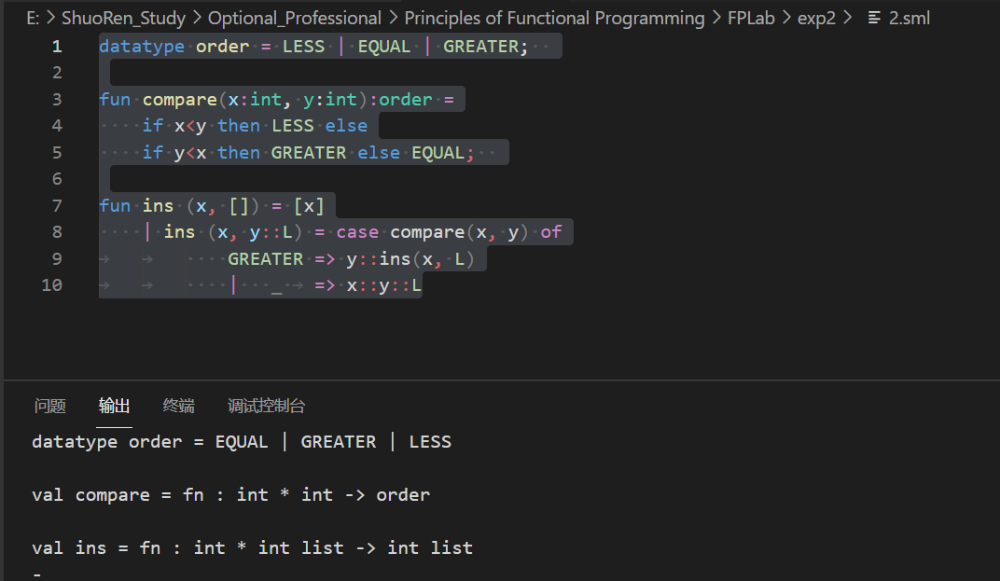 E: > ShuoRen_Study > Optional_Professional > Principles of Functional Programming > FPLab > exp2 > 2.sml
1 datatype order = LESS | EQUAL | GREATER;
2
3 fun compare(x:int, y:int):order =
4 if x<y then LESS else
5 if y<x then GREATER else EQUAL;
6
7 fun ins (x, []) = [x]
8 | ins (x, y::L) = case compare(x, y) of
9 GREATER => y::ins(x, L)
10 | _ => x::y::L
问题 输出 终端 调试控制台
datatype order = EQUAL | GREATER | LESS
val compare = fn : int * int -> order
val ins = fn : int * int list -> int list
-